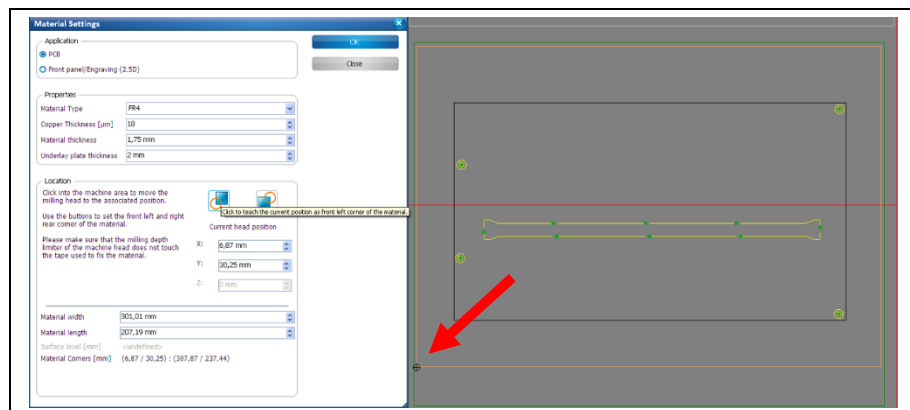 Material Settings
Application
PCB
Front panel/Engraving (2.5D)
OK
Close
Properties
Material Type FR4
Copper Thickness [µm] 18
Material thickness 1,75 mm
Underlay plate thickness 2 mm
Location
Click into the machine area to move the
milling head to the associated position.
Use the buttons to set the front left and right
rear corner of the material.
Please make sure that the milling depth
limiter of the machine head does not touch
the tape used to fix the material.
Click to teach the current position as front left corner of the material.
Current head position
X: 6,87 mm
Y: 30,25 mm
Z: 0 mm
Material width 301,01 mm
Material length 207,19 mm
Surface level [mm] <undefined>
Material Corners [mm] (6,87 / 30,25) : (307,87 / 237,44)